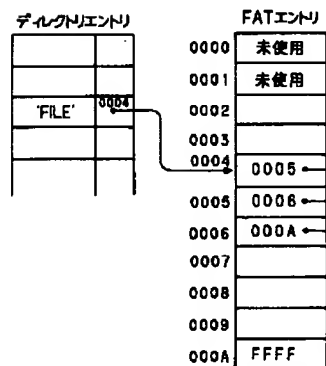 ディレクトリエントリ
FATエントリ
'FILE' 0004
0000 未使用
0001 未使用
0002
0003
0004 0005
0005 0006
0006 000A
0007
0008
0009
000A FFFF